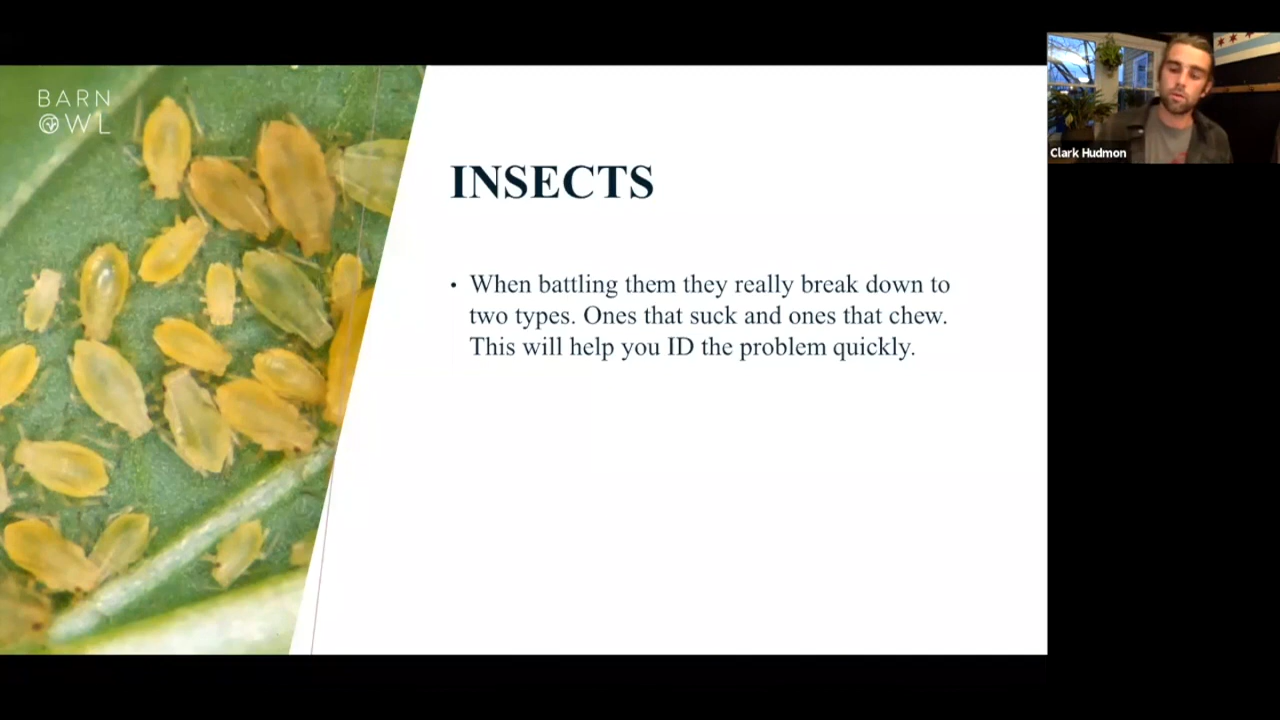 BARN
OWL
INSECTS
• When battling them they really break down to
two types. Ones that suck and ones that chew.
This will help you ID the problem quickly.
Clark Hudmon